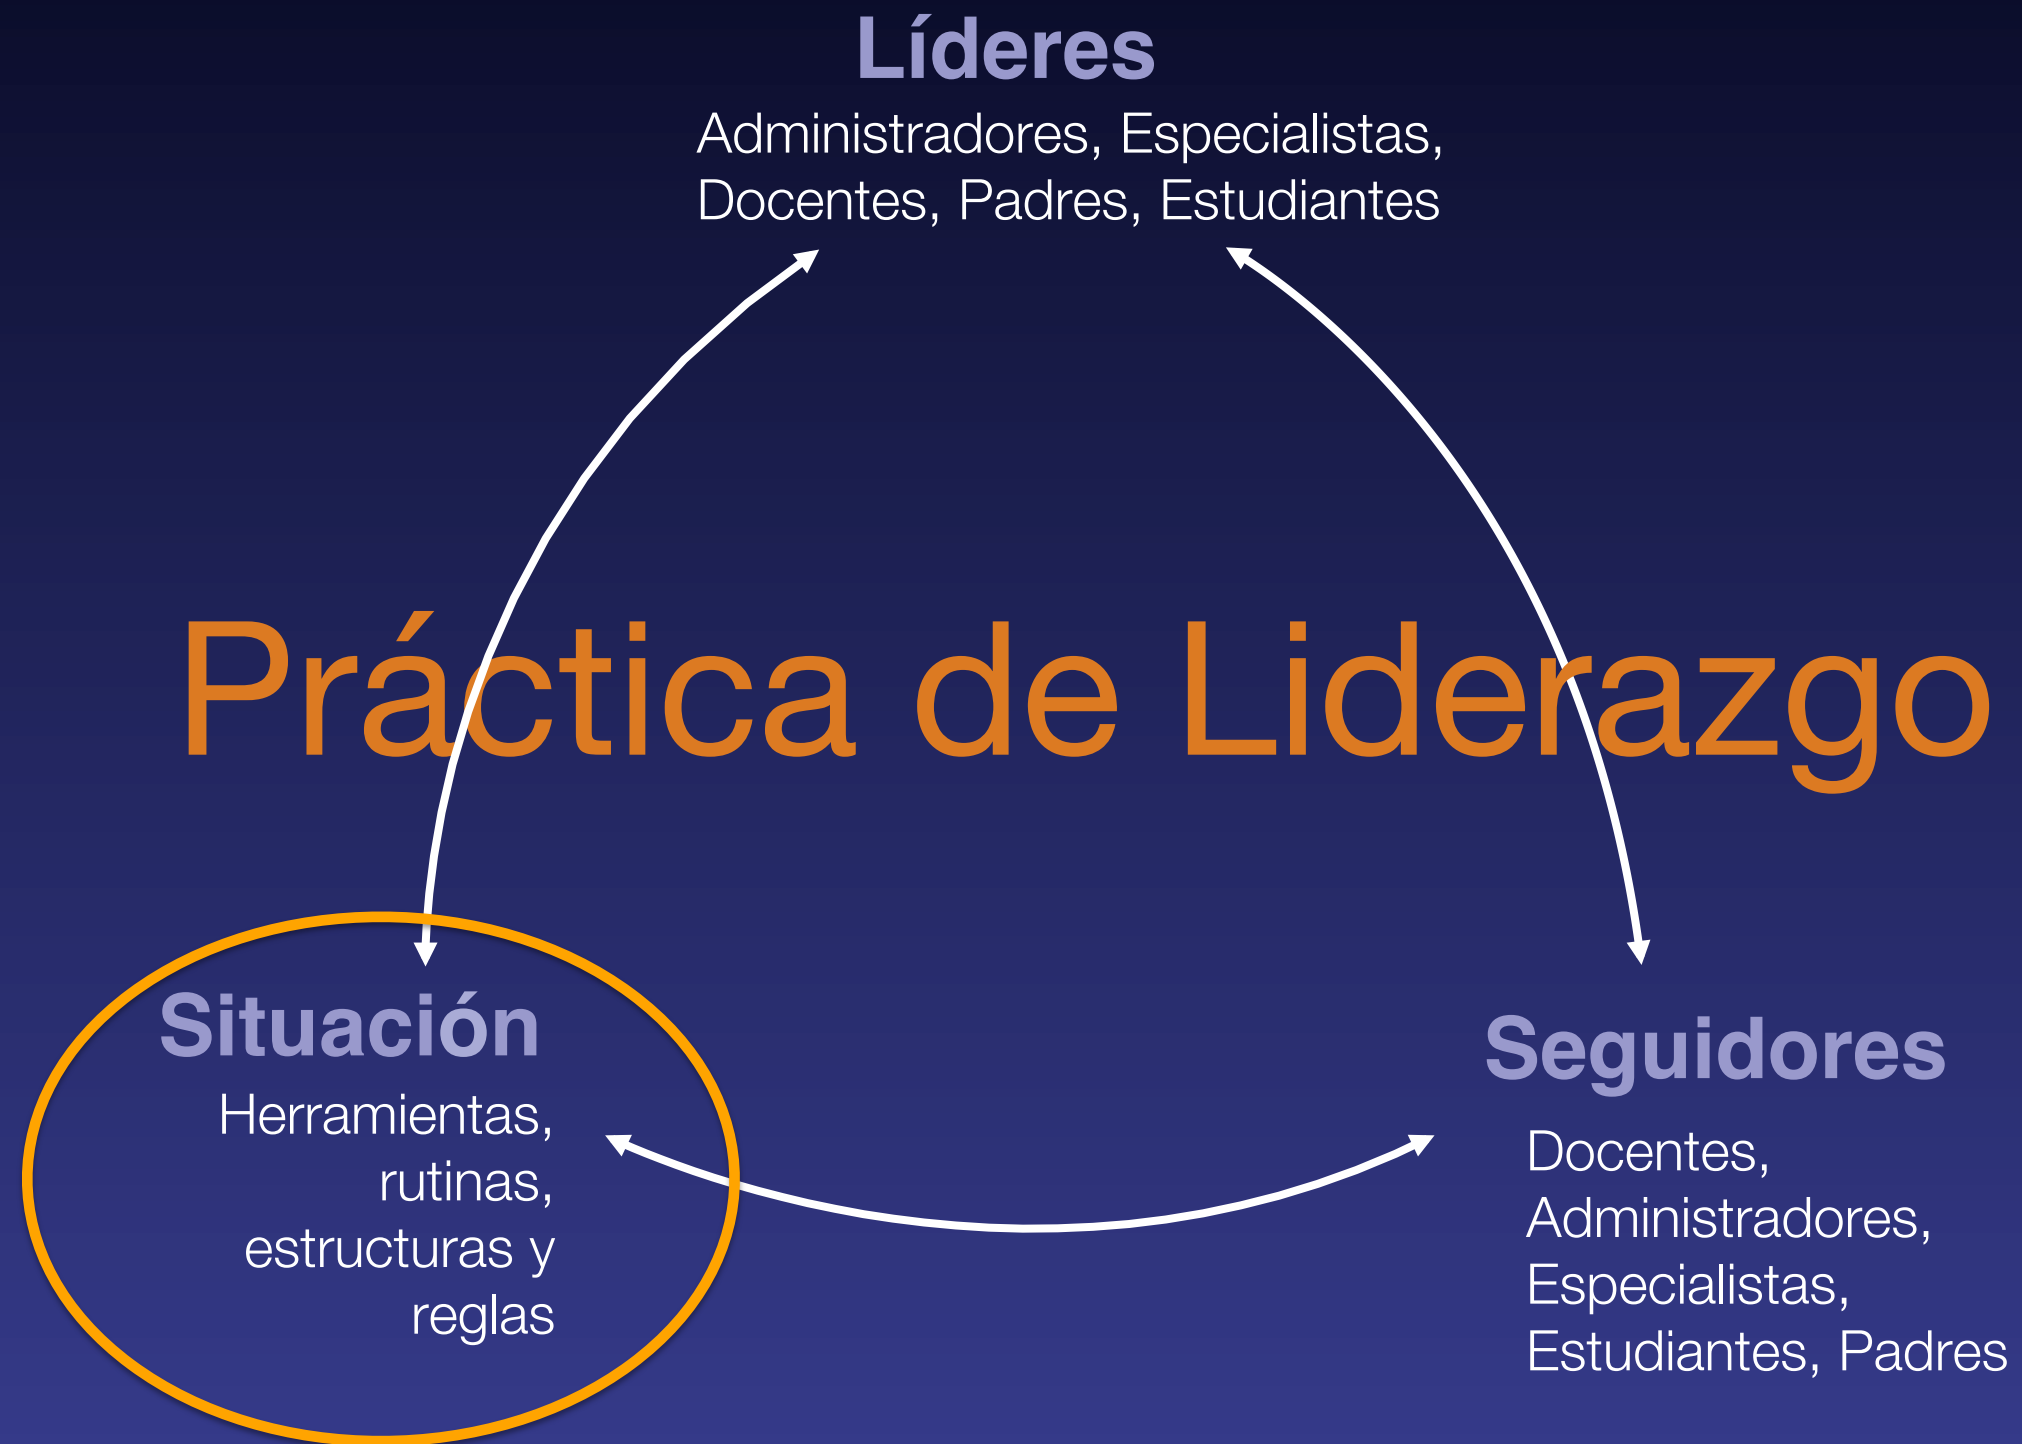 Líderes
Administradores, Especialistas,
Docentes, Padres, Estudiantes
Práctica de Liderazgo
Situación
Herramientas,
rutinas,
estructuras y
reglas
Seguidores
Docentes,
Administradores,
Especialistas,
Estudiantes, Padres